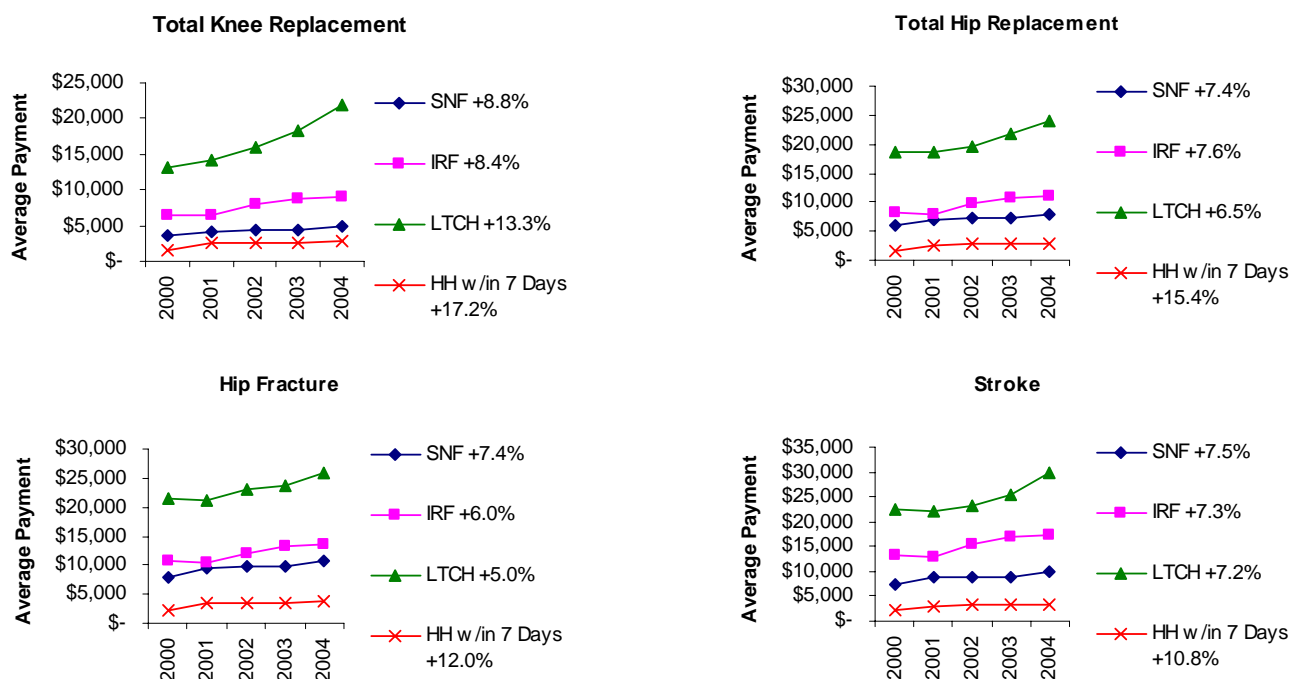 Total Knee Replacement
Average Payment
$25,000
$20,000
$15,000
$10,000
$5,000
$-
2000
2001
2002
2003
2004
SNF +8.8%
IRF +8.4%
LTCH +13.3%
HH w/in 7 Days
+17.2%
Total Hip Replacement
Average Payment
$30,000
$25,000
$20,000
$15,000
$10,000
$5,000
$-
2000
2001
2002
2003
2004
SNF +7.4%
IRF +7.6%
LTCH +6.5%
HH w/in 7 Days
+15.4%
Hip Fracture
Average Payment
$30,000
$25,000
$20,000
$15,000
$10,000
$5,000
$-
2000
2001
2002
2003
2004
SNF +7.4%
IRF +6.0%
LTCH +5.0%
HH w/in 7 Days
+12.0%
Stroke
Average Payment
$35,000
$30,000
$25,000
$20,000
$15,000
$10,000
$5,000
$-
2000
2001
2002
2003
2004
SNF +7.5%
IRF +7.3%
LTCH +7.2%
HH w/in 7 Days
+10.8%